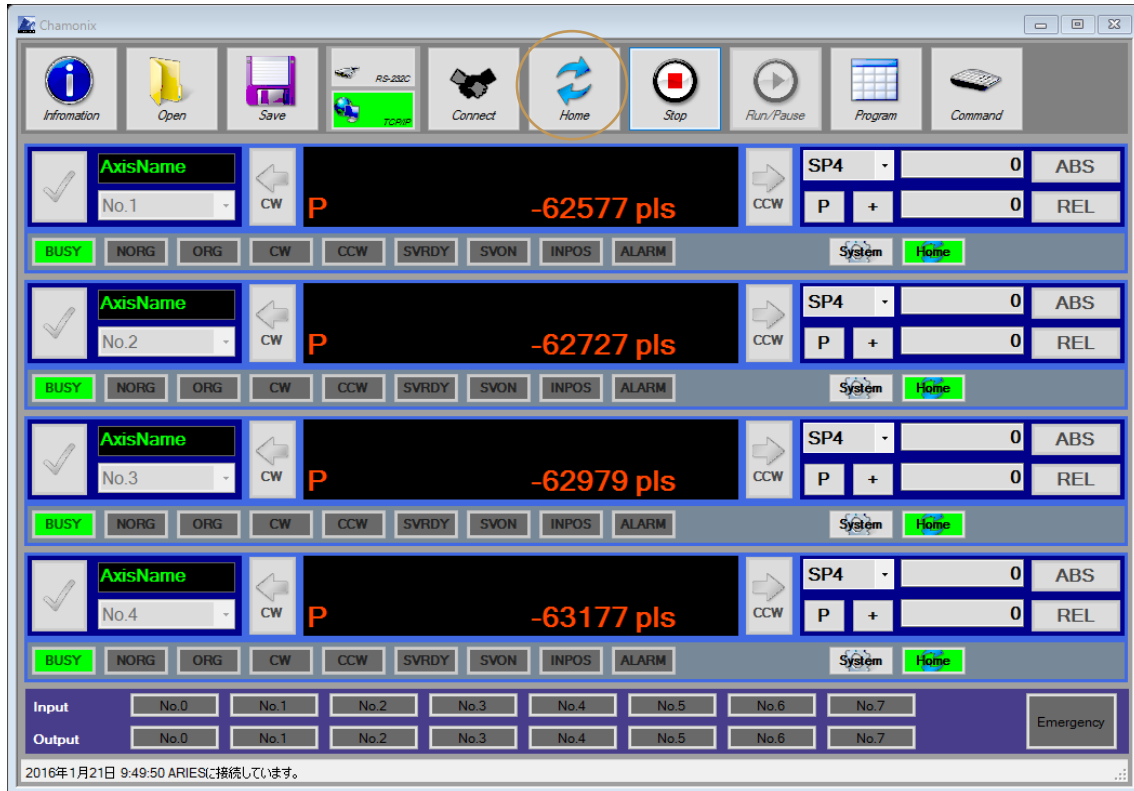 Chamonix
Infromation Open Save RS-232C TCP/IP Connect Home Stop Run/Pause Program Command
AxisName SP4 0 ABS
No.1 CW P -62577 pls CCW P + 0 REL
BUSY NORG ORG CW CCW SVRDY SVON INPOS ALARM System Home
AxisName SP4 0 ABS
No.2 CW P -62727 pls CCW P + 0 REL
BUSY NORG ORG CW CCW SVRDY SVON INPOS ALARM System Home
AxisName SP4 0 ABS
No.3 CW P -62979 pls CCW P + 0 REL
BUSY NORG ORG CW CCW SVRDY SVON INPOS ALARM System Home
AxisName SP4 0 ABS
No.4 CW P -63177 pls CCW P + 0 REL
BUSY NORG ORG CW CCW SVRDY SVON INPOS ALARM System Home
Input No.0 No.1 No.2 No.3 No.4 No.5 No.6 No.7
Emergency
Output No.0 No.1 No.2 No.3 No.4 No.5 No.6 No.7
2016年1月21日 9:49:50 ARIESに接続しています。